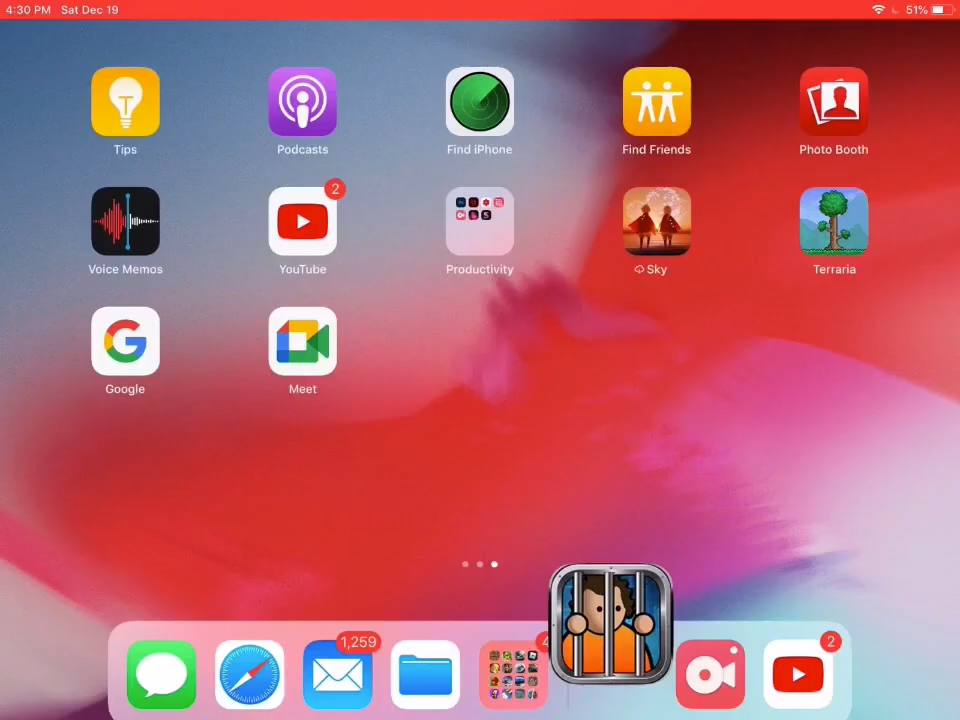 4:30 PM Sat Dec 19 51%
Tips Podcasts Find iPhone Find Friends Photo Booth
2
Voice Memos YouTube Productivity Sky Terraria
Google Meet
1,259 2